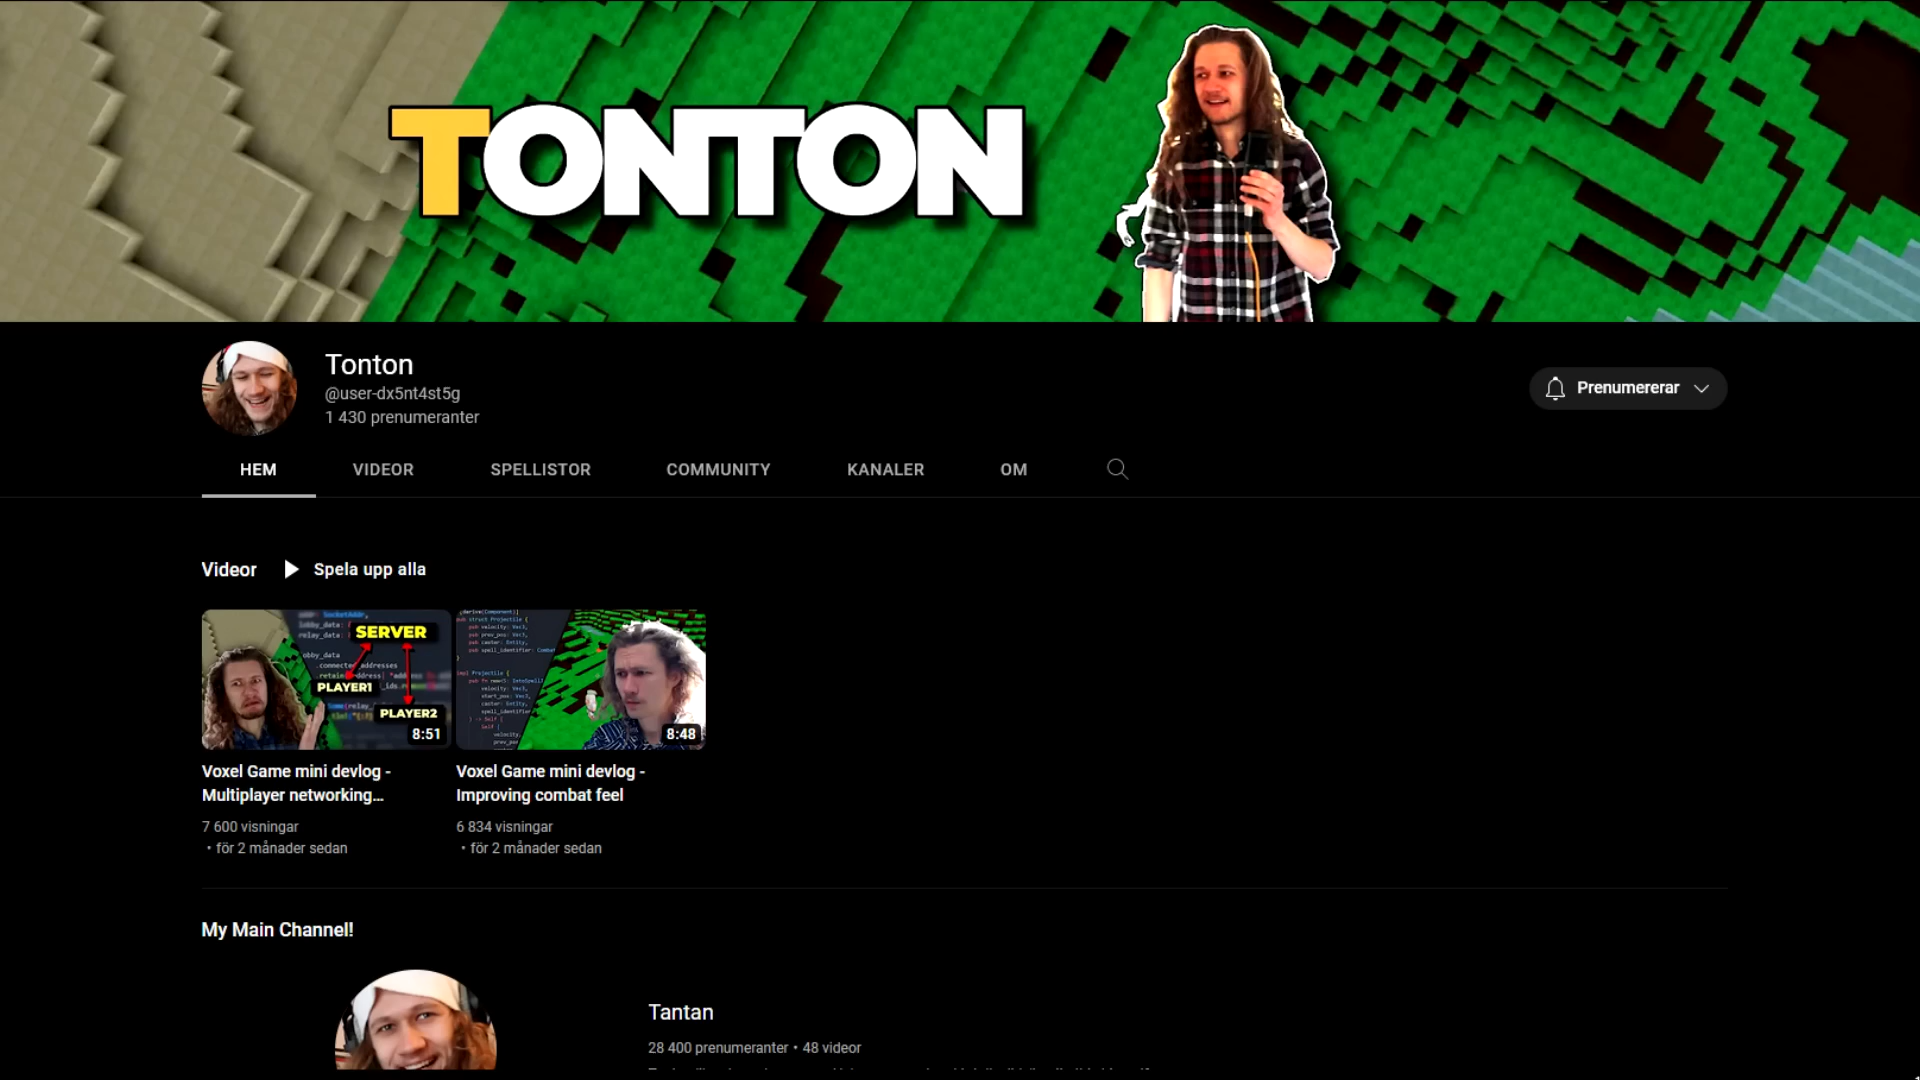 TONTON
Tonton
@user-dx5nt4st5g
1 430 prenumeranter
Prenumererar
HEM
VIDEOR
SPELLISTOR
COMMUNITY
KANALER
OM
Videor
Spela upp alla
SERVER
PLAYER1
PLAYER2
8:51
8:48
Voxel Game mini devlog -
Multiplayer networking...
7 600 visningar
• för 2 månader sedan
Voxel Game mini devlog -
Improving combat feel
6 834 visningar
• för 2 månader sedan
My Main Channel!
Tantan
28 400 prenumeranter • 48 videor